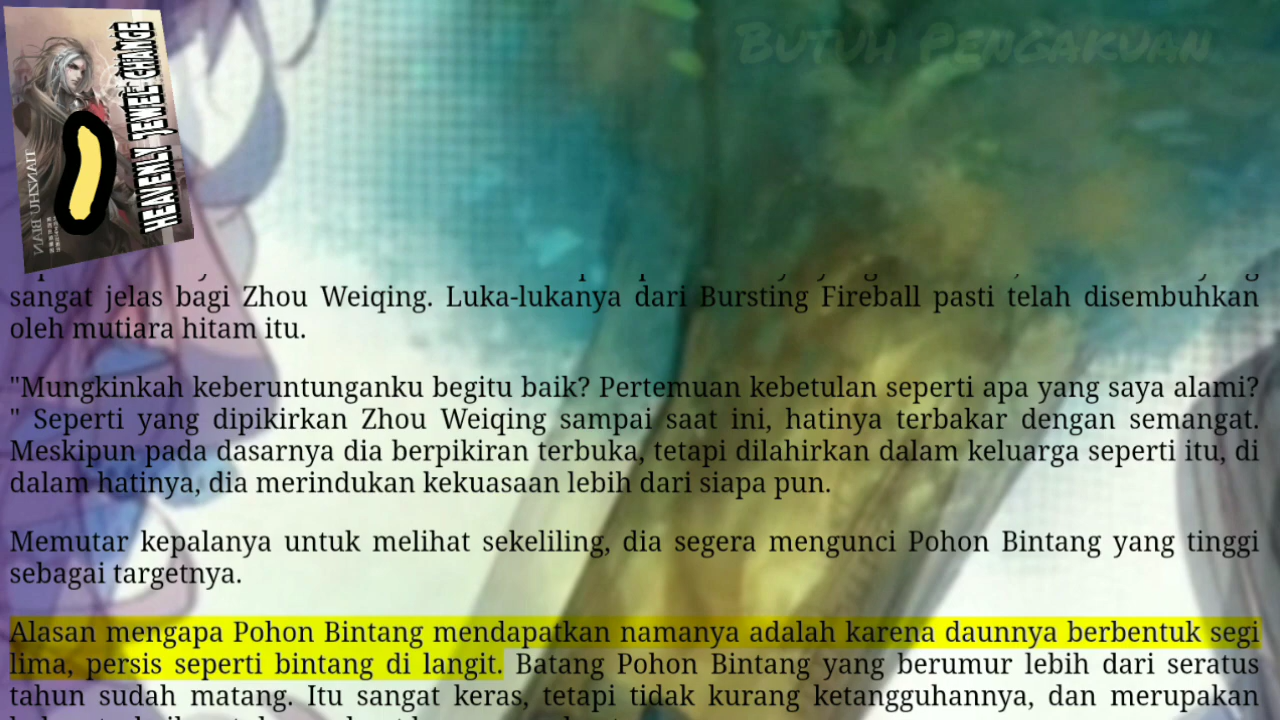 Butuh Pengakuan
HEAVENLY JEWEL CHANGE
TIANZHU BIAN
sangat jelas bagi Zhou Weiqing. Luka-lukanya dari Bursting Fireball pasti telah disembuhkan
oleh mutiara hitam itu.
"Mungkinkah keberuntunganku begitu baik? Pertemuan kebetulan seperti apa yang saya alami?
" Seperti yang dipikirkan Zhou Weiqing sampai saat ini, hatinya terbakar dengan semangat.
Meskipun pada dasarnya dia berpikiran terbuka, tetapi dilahirkan dalam keluarga seperti itu, di
dalam hatinya, dia merindukan kekuasaan lebih dari siapa pun.
Memutar kepalanya untuk melihat sekeliling, dia segera mengunci Pohon Bintang yang tinggi
sebagai targetnya.
Alasan mengapa Pohon Bintang mendapatkan namanya adalah karena daunnya berbentuk segi
lima, persis seperti bintang di langit. Batang Pohon Bintang yang berumur lebih dari seratus
tahun sudah matang. Itu sangat keras, tetapi tidak kurang ketangguhannya, dan merupakan